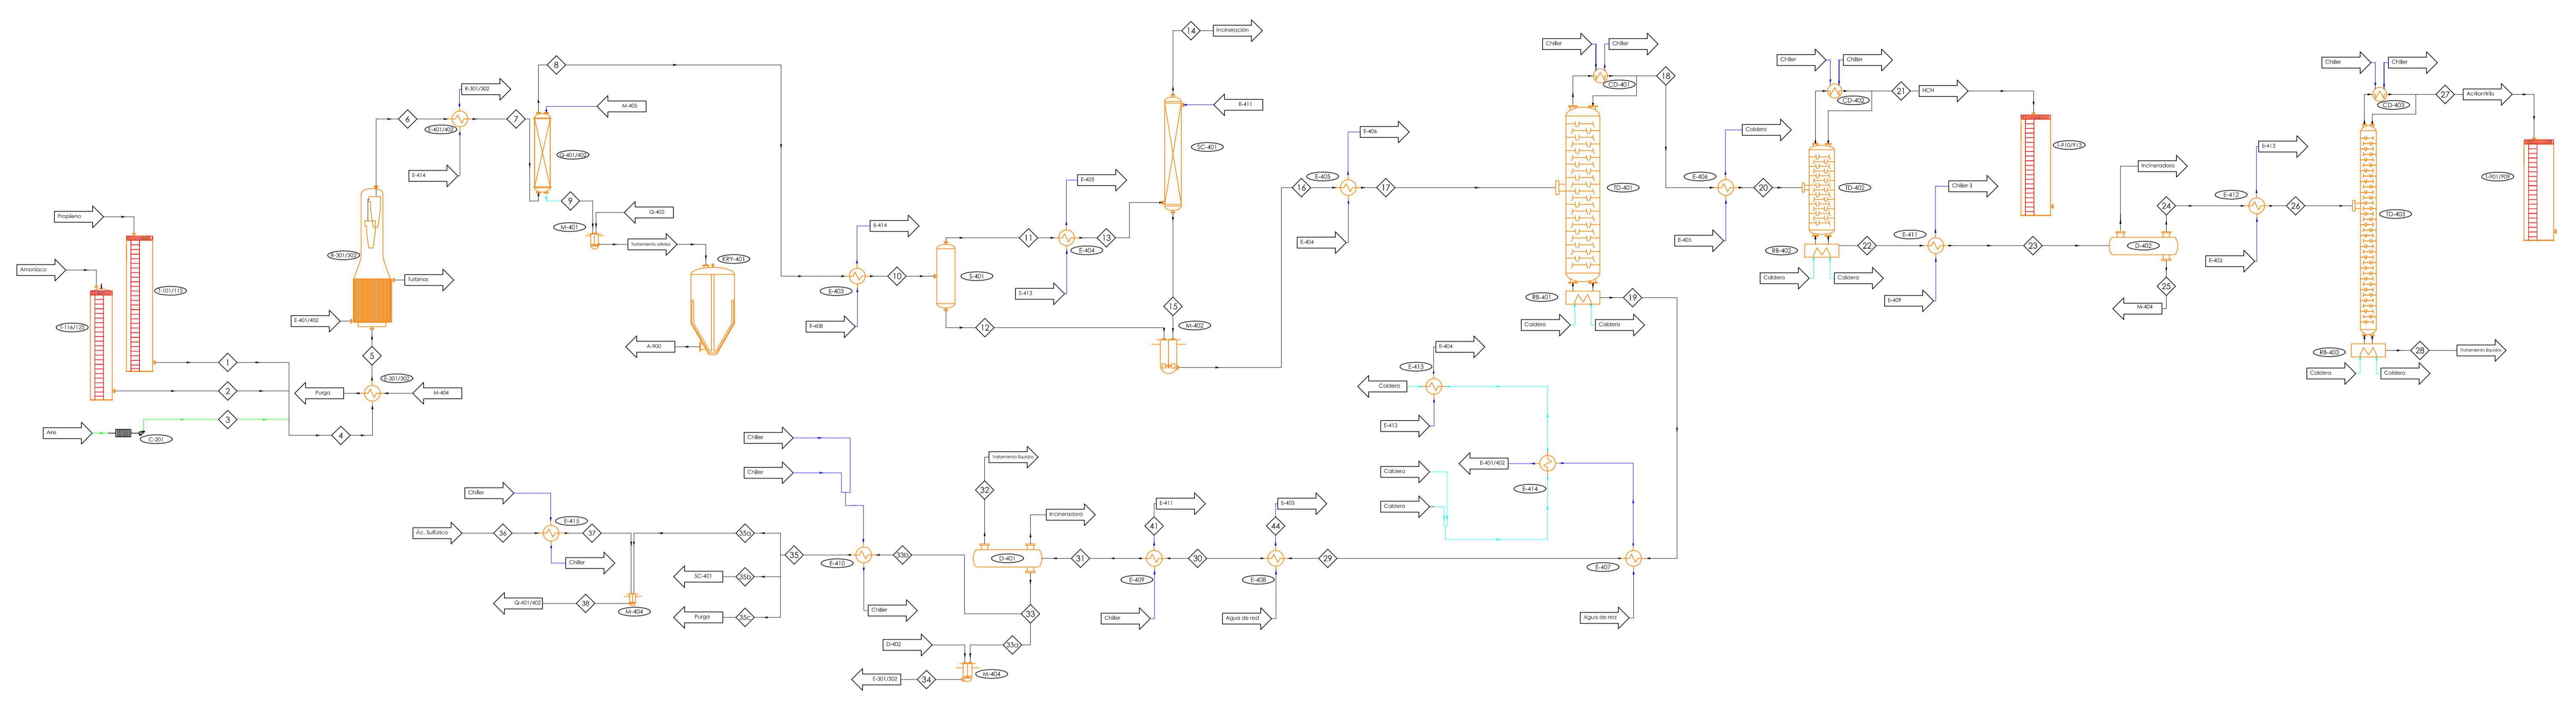 Propileno
Amoníaco
T-101/115
T-116/125
Aire
C-201
1
2
3
4
5
Purga
E-301/302
M-404
E-401/402
R-301/302
Turbinas
6
R-301/302
E-401/402
E-414
7
8
M-405
Q-401/402
9
Q-402
M-401
Tratamiento sólidos
KRY-401
A-900
E-414
E-403
E-408
10
S-401
11
12
E-405
E-404
E-413
13
14
Incineración
E-411
SC-401
15
M-402
16
E-406
E-405
E-404
17
Chiller
Chiller
CD-401
18
TD-401
RB-401
19
Caldera
Caldera
Caldera
E-406
E-405
20
Chiller
Chiller
CD-402
21
HCN
TD-402
RB-402
22
Caldera
Caldera
T-910/913
Chiller 3
E-411
E-409
23
Incineradora
24
D-402
25
M-404
E-413
E-412
E-403
26
Chiller
Chiller
CD-403
27
Acrilonitrilo
TD-403
RB-403
28
Tratamiento líquidos
Caldera
Caldera
T-901/909
E-404
E-413
Caldera
E-412
Caldera
E-401/402
E-414
Caldera
E-407
Agua de red
29
44
E-403
E-408
Agua de red
30
41
E-411
E-409
Chiller
31
Incineradora
D-401
32
Tratamiento líquidos
33
33a
33b
D-402
M-404
E-301/302
34
Chiller
Chiller
E-410
Chiller
35
35a
35b
35c
SC-401
Purga
Chiller
Ac. Sulfúrico
36
E-415
37
Chiller
Q-401/402
38
M-404